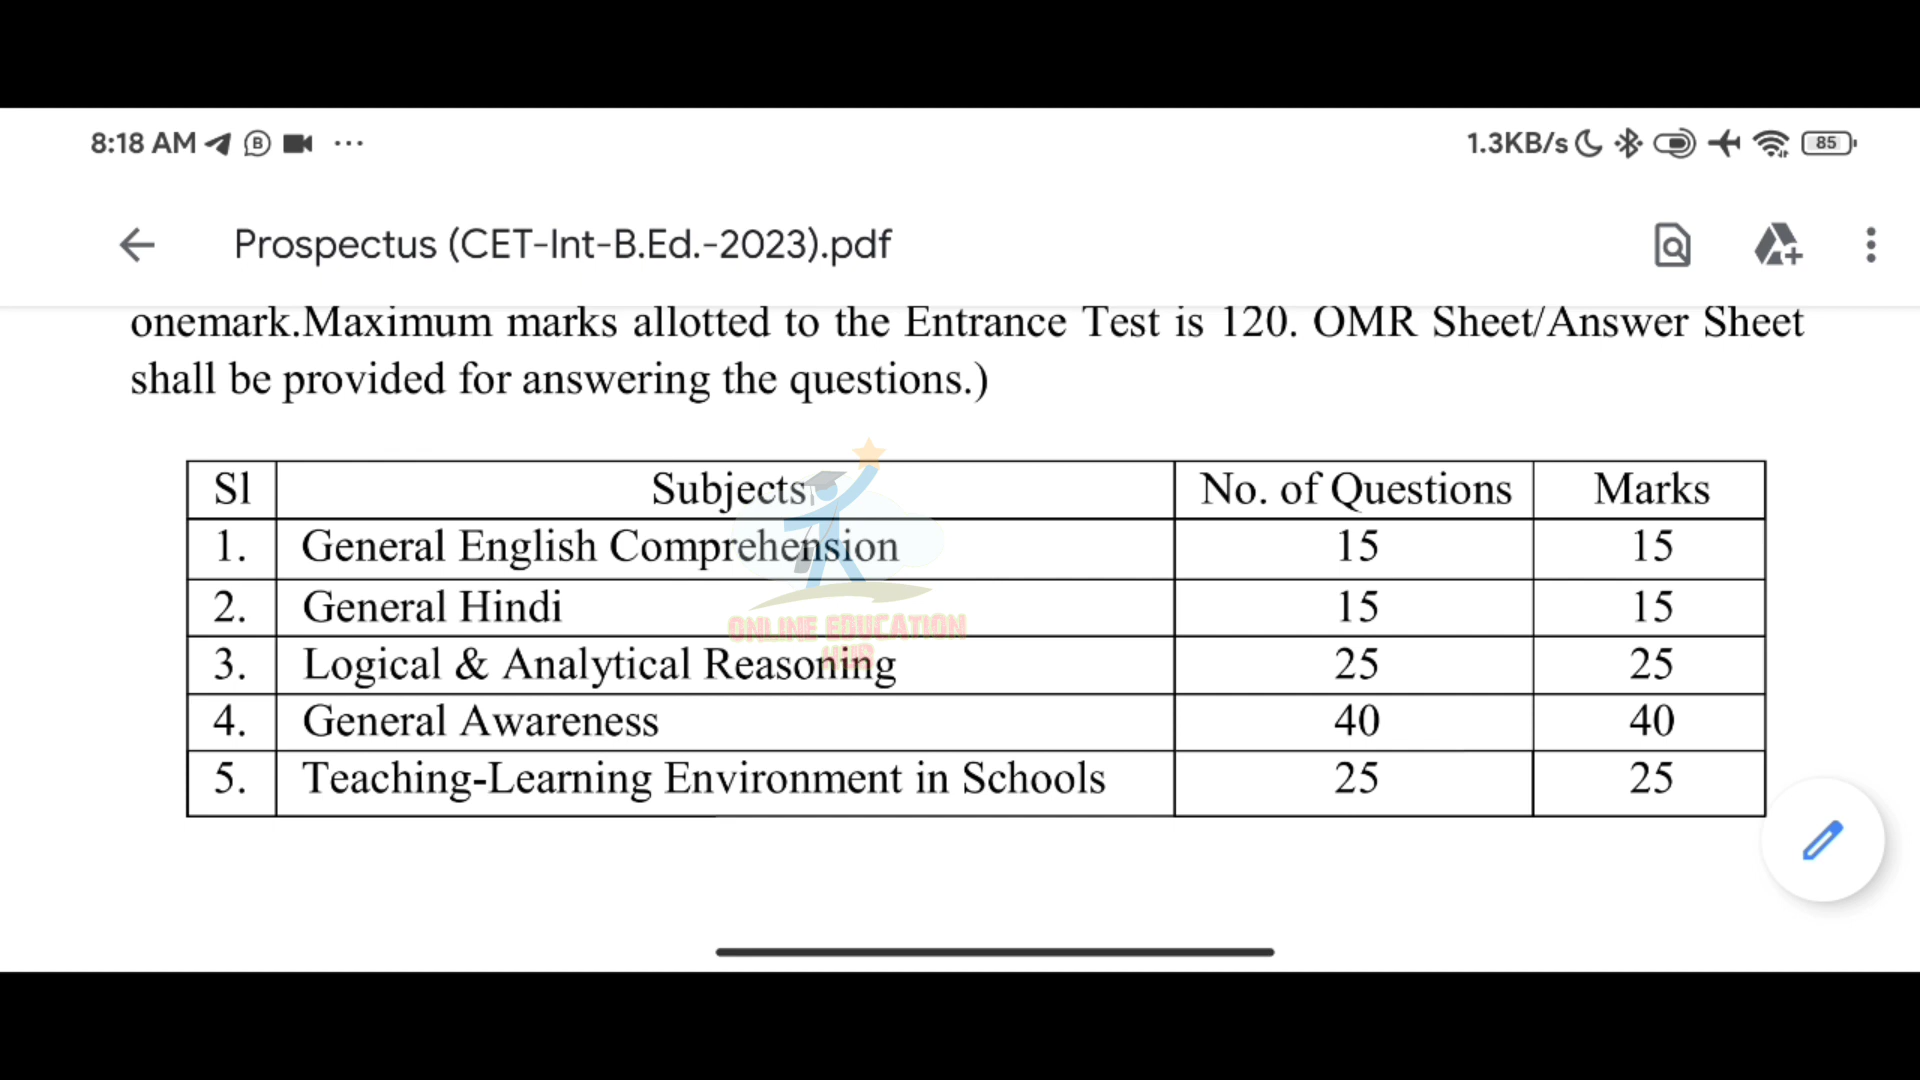 8:18 AM ...
1.3KB/s 85
Prospectus (CET-Int-B.Ed.-2023).pdf
onemark.Maximum marks allotted to the Entrance Test is 120. OMR Sheet/Answer Sheet
shall be provided for answering the questions.)
Sl Subjects No. of Questions Marks
1. General English Comprehension 15 15
2. General Hindi 15 15
ONLINE EDUCATION
HUB
3. Logical & Analytical Reasoning 25 25
4. General Awareness 40 40
5. Teaching-Learning Environment in Schools 25 25